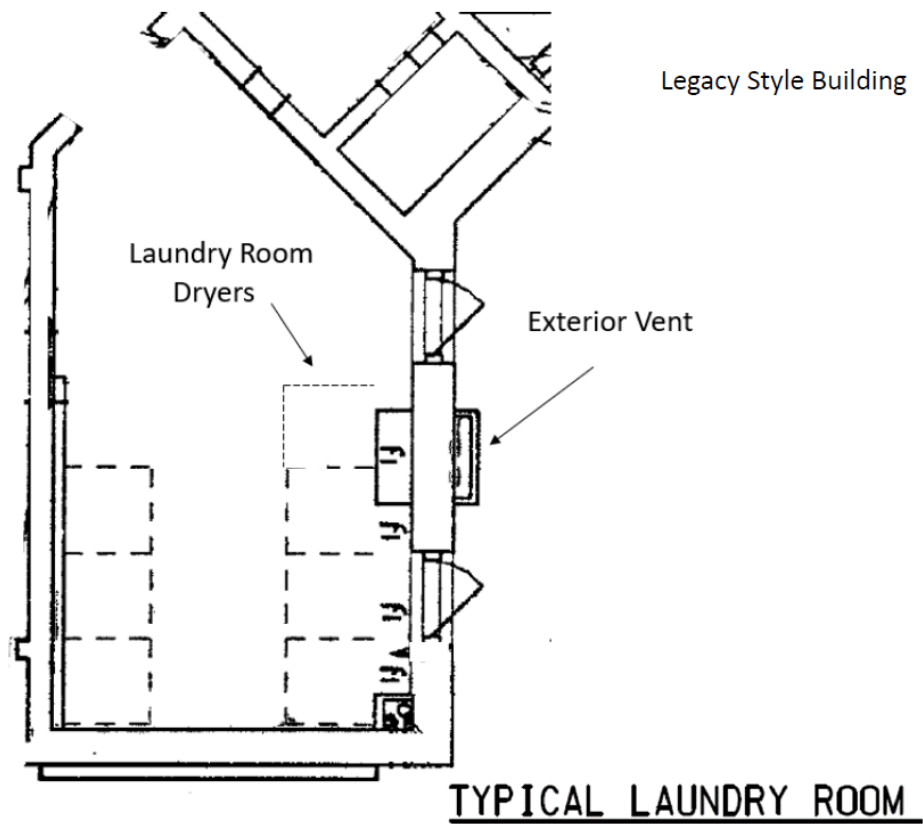 Legacy Style Building
Laundry Room
Dryers
Exterior Vent
TYPICAL LAUNDRY ROOM